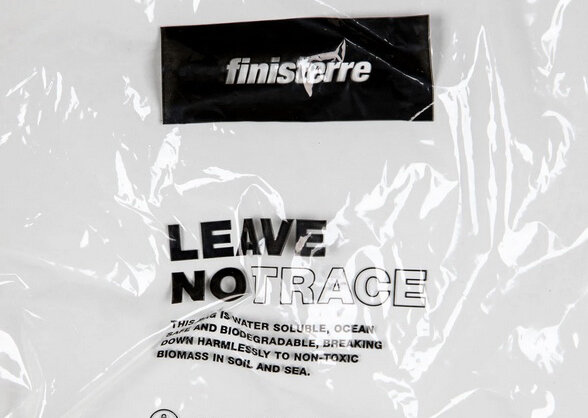 finisterre
LEAVE
NOTRACE
THIS BAG IS WATER SOLUBLE, OCEAN
SAFE AND BIODEGRADABLE, BREAKING
DOWN HARMLESSLY TO NON-TOXIC
BIOMASS IN SOIL AND SEA.